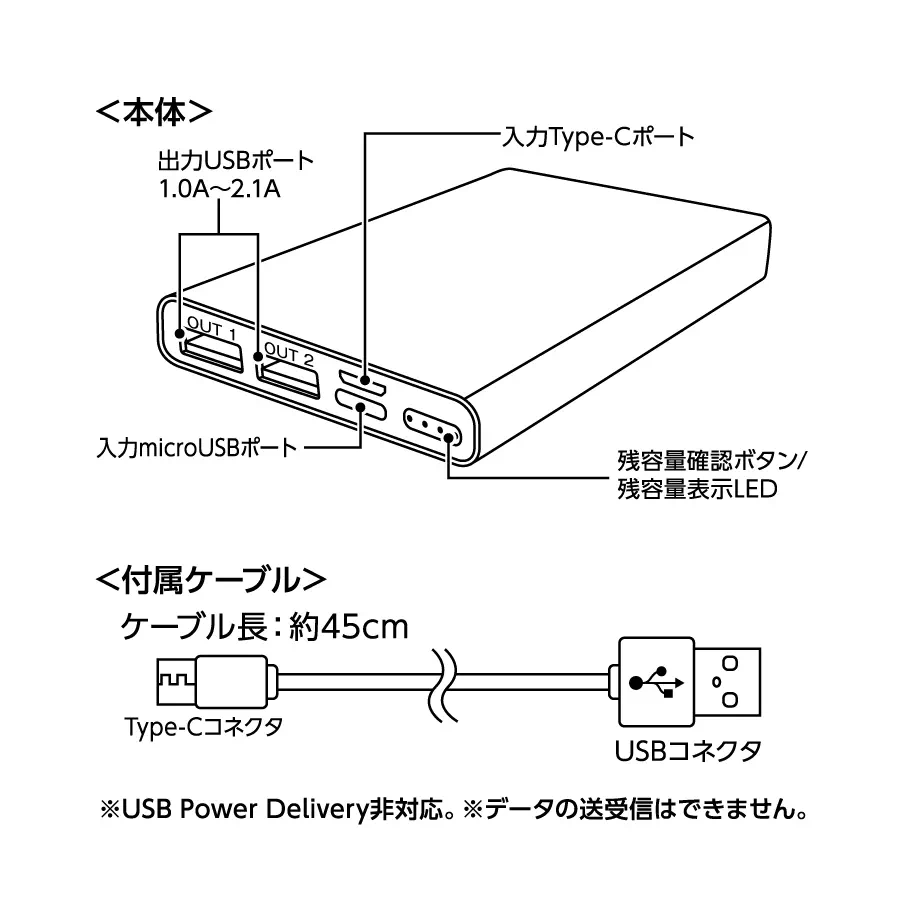 ＜本体＞
入力Type-Cポート
出力USBポート
1.0A～2.1A
OUT 1
OUT 2
入力microUSBポート
残容量確認ボタン/
残容量表示LED
＜付属ケーブル＞
ケーブル長：約45cm
Type-Cコネクタ
USBコネクタ
※USB Power Delivery非対応。※データの送受信はできません。